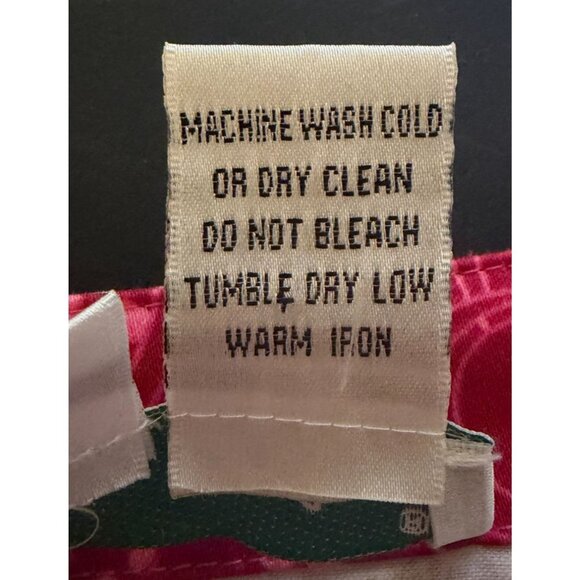 MACHINE WASH COLD
OR DRY CLEAN
DO NOT BLEACH
TUMBLE DRY LOW
WARM IRON